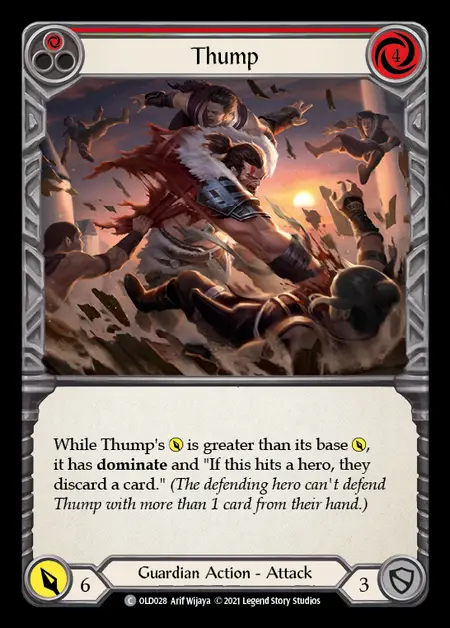 Thump
4
While Thump's is greater than its base ,
it has dominate and "If this hits a hero, they
discard a card." (The defending hero can't defend
Thump with more than 1 card from their hand.)
6
Guardian Action - Attack
3
C OLD028 Arif Wijaya © 2021 Legend Story Studios